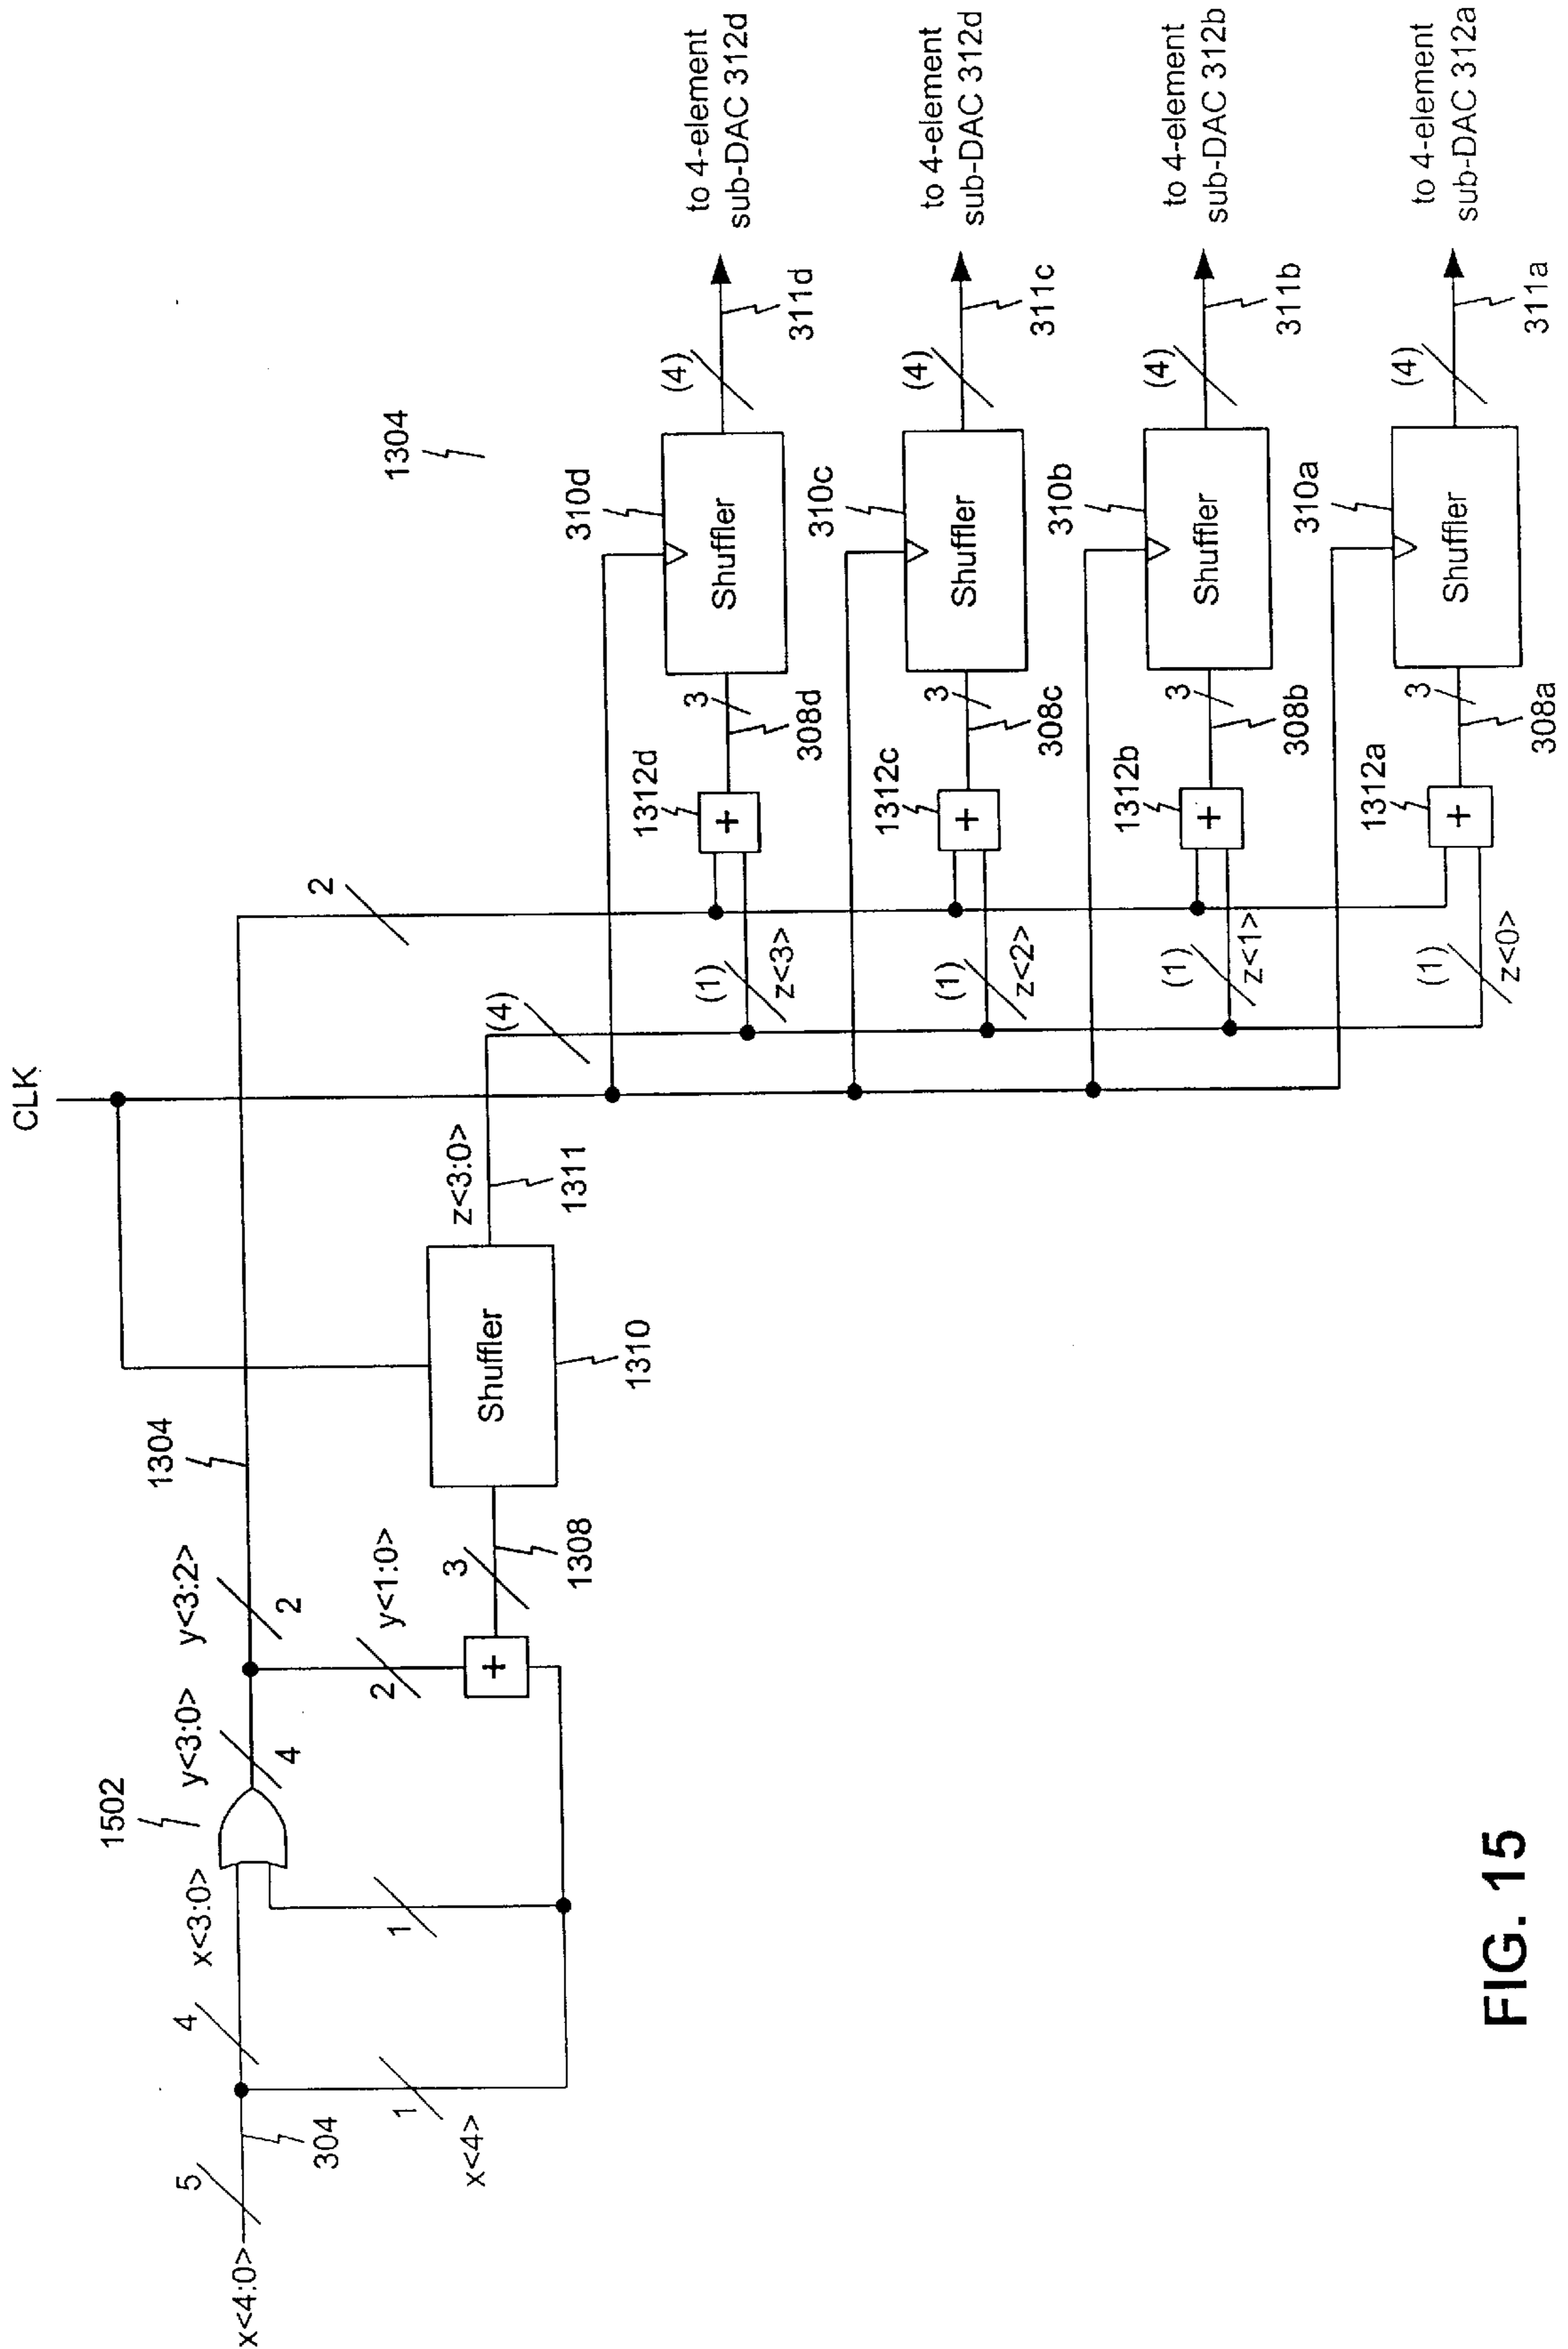 CLK
x<4:0>
5
304
4
x<3:0>
1
x<4>
1
1502
y<3:0>
4
y<3:2>
2
2
y<1:0>
+
3
1308
1304
Shuffler
1310
z<3:0>
1311
(4)
2
1304
(1)
z<3>
1312d
+
3
308d
310d
Shuffler
(4)
311d
to 4-element
sub-DAC 312d
(1)
z<2>
1312c
+
3
308c
310c
Shuffler
(4)
311c
to 4-element
sub-DAC 312d
(1)
z<1>
1312b
+
3
308b
310b
Shuffler
(4)
311b
to 4-element
sub-DAC 312b
(1)
z<0>
1312a
+
3
308a
310a
Shuffler
(4)
311a
to 4-element
sub-DAC 312a
FIG. 15